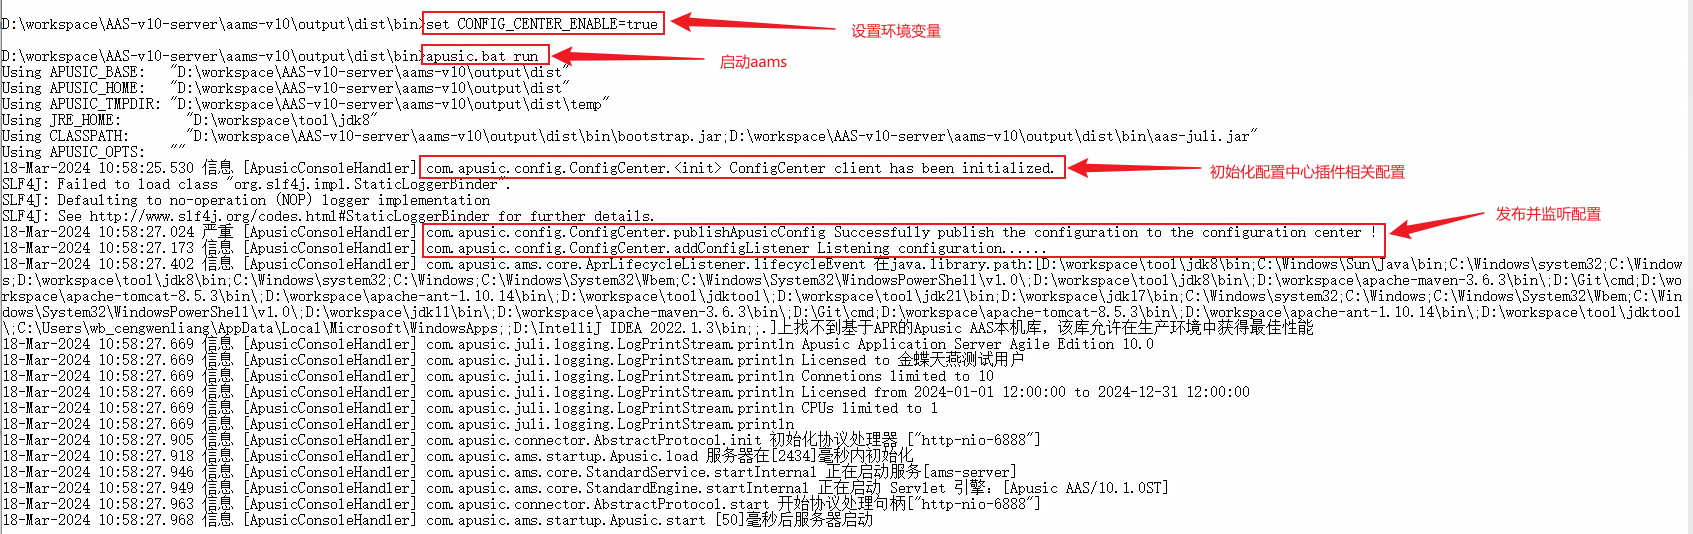 D:\workspace\AAS-v10-server\aams-v10\output\dist\bin>set CONFIG_CENTER_ENABLE=true
设置环境变量
D:\workspace\AAS-v10-server\aams-v10\output\dist\bin>apusic.bat run
启动aams
Using APUSIC_BASE:   "D:\workspace\AAS-v10-server\aams-v10\output\dist"
Using APUSIC_HOME:   "D:\workspace\AAS-v10-server\aams-v10\output\dist"
Using APUSIC_TMPDIR: "D:\workspace\AAS-v10-server\aams-v10\output\dist\temp"
Using JRE_HOME:        "D:\workspace\tool\jdk8"
Using CLASSPATH:       "D:\workspace\AAS-v10-server\aams-v10\output\dist\bin\bootstrap.jar;D:\workspace\AAS-v10-server\aams-v10\output\dist\bin\aas-juli.jar"
Using APUSIC_OPTS:   ""
18-Mar-2024 10:58:25.530 信息 [ApusicConsoleHandler] com.apusic.config.ConfigCenter.<init> ConfigCenter client has been initialized.
初始化配置中心插件相关配置
SLF4J: Failed to load class "org.slf4j.impl.StaticLoggerBinder".
SLF4J: Defaulting to no-operation (NOP) logger implementation
SLF4J: See http://www.slf4j.org/codes.html#StaticLoggerBinder for further details.
发布并监听配置
18-Mar-2024 10:58:27.024 严重 [ApusicConsoleHandler] com.apusic.config.ConfigCenter.publishApusicConfig Successfully publish the configuration to the configuration center !
18-Mar-2024 10:58:27.173 信息 [ApusicConsoleHandler] com.apusic.config.ConfigCenter.addConfigListener Listening configuration......
18-Mar-2024 10:58:27.402 信息 [ApusicConsoleHandler] com.apusic.ams.core.AprLifecycleListener.lifecycleEvent 在java.library.path:[D:\workspace\tool\jdk8\bin;C:\Windows\Sun\Java\bin;C:\Windows\system32;C:\Window
s;D:\workspace\tool\jdk8\bin;C:\Windows\system32;C:\Windows;C:\Windows\System32\Wbem;C:\Windows\System32\WindowsPowerShell\v1.0\;D:\workspace\tool\jdk8\bin\;D:\workspace\apache-maven-3.6.3\bin\;D:\Git\cmd;D:\wo
rkspace\apache-tomcat-8.5.3\bin\;D:\workspace\apache-ant-1.10.14\bin\;D:\workspace\tool\jdktool\;D:\workspace\tool\jdk21\bin;D:\workspace\jdk17\bin;C:\Windows\system32;C:\Windows;C:\Windows\System32\Wbem;C:\Win
dows\System32\WindowsPowerShell\v1.0\;D:\workspace\jdk11\bin\;D:\workspace\apache-maven-3.6.3\bin\;D:\Git\cmd;D:\workspace\apache-tomcat-8.5.3\bin\;D:\workspace\apache-ant-1.10.14\bin\;D:\workspace\tool\jdktool
\;C:\Users\wb_cengwenliang\AppData\Local\Microsoft\WindowsApps;;D:\IntelliJ IDEA 2022.1.3\bin;;.]上找不到基于APR的Apusic AAS本机库，该库允许在生产环境中获得最佳性能
18-Mar-2024 10:58:27.669 信息 [ApusicConsoleHandler] com.apusic.juli.logging.LogPrintStream.println Apusic Application Server Agile Edition 10.0
18-Mar-2024 10:58:27.669 信息 [ApusicConsoleHandler] com.apusic.juli.logging.LogPrintStream.println Licensed to 金蝶天燕测试用户
18-Mar-2024 10:58:27.669 信息 [ApusicConsoleHandler] com.apusic.juli.logging.LogPrintStream.println Connetions limited to 10
18-Mar-2024 10:58:27.669 信息 [ApusicConsoleHandler] com.apusic.juli.logging.LogPrintStream.println Licensed from 2024-01-01 12:00:00 to 2024-12-31 12:00:00
18-Mar-2024 10:58:27.669 信息 [ApusicConsoleHandler] com.apusic.juli.logging.LogPrintStream.println CPUs limited to 1
18-Mar-2024 10:58:27.669 信息 [ApusicConsoleHandler] com.apusic.juli.logging.LogPrintStream.println
18-Mar-2024 10:58:27.905 信息 [ApusicConsoleHandler] com.apusic.connector.AbstractProtocol.init 初始化协议处理器 ["http-nio-6888"]
18-Mar-2024 10:58:27.918 信息 [ApusicConsoleHandler] com.apusic.ams.startup.Apusic.load 服务器在[2434]毫秒内初始化
18-Mar-2024 10:58:27.946 信息 [ApusicConsoleHandler] com.apusic.ams.core.StandardService.startInternal 正在启动服务[ams-server]
18-Mar-2024 10:58:27.949 信息 [ApusicConsoleHandler] com.apusic.ams.core.StandardEngine.startInternal 正在启动 Servlet 引擎：[Apusic AAS/10.1.0ST]
18-Mar-2024 10:58:27.963 信息 [ApusicConsoleHandler] com.apusic.connector.AbstractProtocol.start 开始协议处理句柄["http-nio-6888"]
18-Mar-2024 10:58:27.968 信息 [ApusicConsoleHandler] com.apusic.ams.startup.Apusic.start [50]毫秒后服务器启动